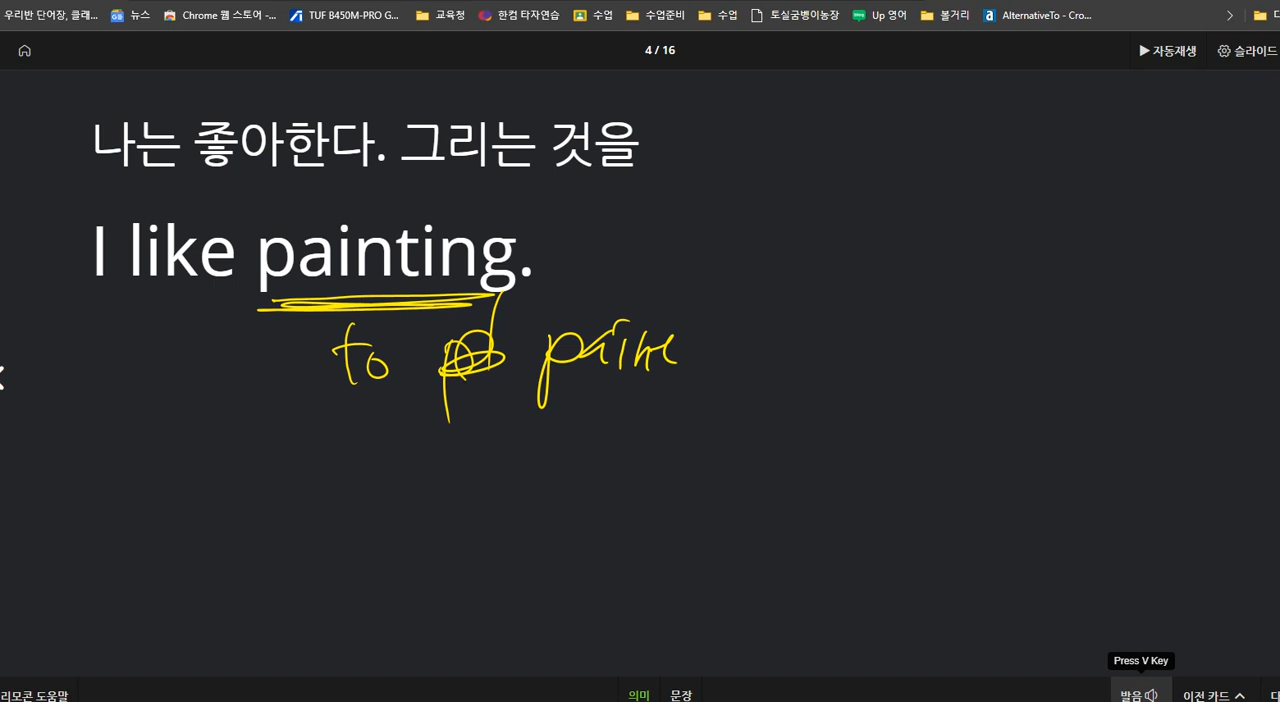 우리반 단어장, 클래... 뉴스 Chrome 웹 스토어 -... TUF B450M-PRO G... 교육청 한컴 타자연습 수업 수업준비 수업 토실굼벵이농장 Up 영어 볼거리 AlternativeTo - Cro...
4 / 16 자동재생 슬라이드
나는 좋아한다. 그리는 것을
I like painting.
to
Press V Key
리모콘 도움말 의미 문장 발음 이전 카드